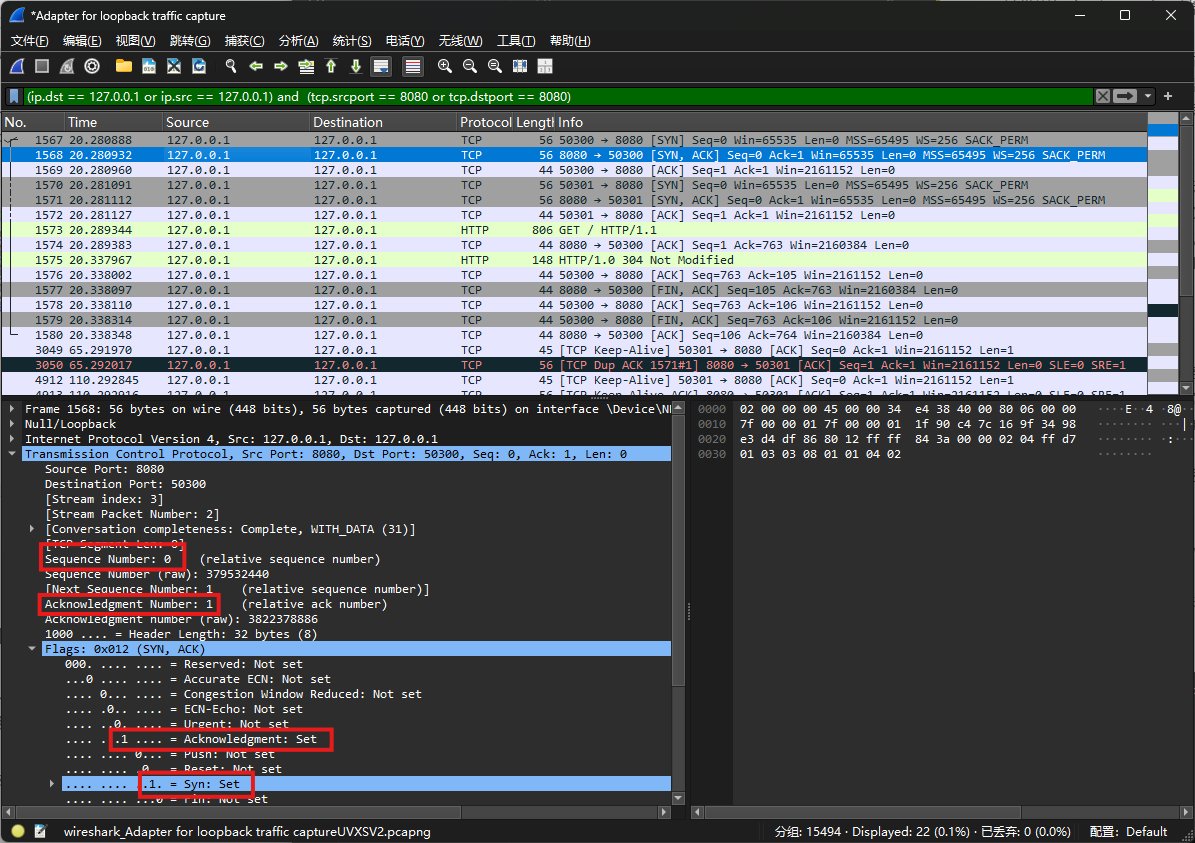 *Adapter for loopback traffic capture
文件(F) 编辑(E) 视图(V) 跳转(G) 捕获(C) 分析(A) 统计(S) 电话(Y) 无线(W) 工具(T) 帮助(H)
(ip.dst == 127.0.0.1 or ip.src == 127.0.0.1) and (tcp.srcport == 8080 or tcp.dstport == 8080)
No. Time Source Destination Protocol Lengtl Info
1567 20.280888 127.0.0.1 127.0.0.1 TCP 56 50300 → 8080 [SYN] Seq=0 Win=65535 Len=0 MSS=65495 WS=256 SACK_PERM
1568 20.280932 127.0.0.1 127.0.0.1 TCP 56 8080 → 50300 [SYN, ACK] Seq=0 Ack=1 Win=65535 Len=0 MSS=65495 WS=256 SACK_PERM
1569 20.280960 127.0.0.1 127.0.0.1 TCP 44 50300 → 8080 [ACK] Seq=1 Ack=1 Win=2161152 Len=0
1570 20.281091 127.0.0.1 127.0.0.1 TCP 56 50301 → 8080 [SYN] Seq=0 Win=65535 Len=0 MSS=65495 WS=256 SACK_PERM
1571 20.281112 127.0.0.1 127.0.0.1 TCP 56 8080 → 50301 [SYN, ACK] Seq=0 Ack=1 Win=65535 Len=0 MSS=65495 WS=256 SACK_PERM
1572 20.281127 127.0.0.1 127.0.0.1 TCP 44 50301 → 8080 [ACK] Seq=1 Ack=1 Win=2161152 Len=0
1573 20.289344 127.0.0.1 127.0.0.1 HTTP 806 GET / HTTP/1.1
1574 20.289383 127.0.0.1 127.0.0.1 TCP 44 8080 → 50300 [ACK] Seq=1 Ack=763 Win=2160384 Len=0
1575 20.337967 127.0.0.1 127.0.0.1 HTTP 148 HTTP/1.0 304 Not Modified
1576 20.338002 127.0.0.1 127.0.0.1 TCP 44 50300 → 8080 [ACK] Seq=763 Ack=105 Win=2161152 Len=0
1577 20.338097 127.0.0.1 127.0.0.1 TCP 44 8080 → 50300 [FIN, ACK] Seq=105 Ack=763 Win=2160384 Len=0
1578 20.338110 127.0.0.1 127.0.0.1 TCP 44 50300 → 8080 [ACK] Seq=763 Ack=106 Win=2161152 Len=0
1579 20.338314 127.0.0.1 127.0.0.1 TCP 44 50300 → 8080 [FIN, ACK] Seq=763 Ack=106 Win=2161152 Len=0
1580 20.338348 127.0.0.1 127.0.0.1 TCP 44 8080 → 50300 [ACK] Seq=106 Ack=764 Win=2160384 Len=0
3049 65.291970 127.0.0.1 127.0.0.1 TCP 45 [TCP Keep-Alive] 50301 → 8080 [ACK] Seq=0 Ack=1 Win=2161152 Len=1
3050 65.292017 127.0.0.1 127.0.0.1 TCP 56 [TCP Dup ACK 1571#1] 8080 → 50301 [ACK] Seq=1 Ack=1 Win=2161152 Len=0 SLE=0 SRE=1
4912 110.292845 127.0.0.1 127.0.0.1 TCP 45 [TCP Keep-Alive] 50301 → 8080 [ACK] Seq=0 Ack=1 Win=2161152 Len=1
Frame 1568: 56 bytes on wire (448 bits), 56 bytes captured (448 bits) on interface \Device\N
Null/Loopback
Internet Protocol Version 4, Src: 127.0.0.1, Dst: 127.0.0.1
Transmission Control Protocol, Src Port: 8080, Dst Port: 50300, Seq: 0, Ack: 1, Len: 0
Source Port: 8080
Destination Port: 50300
[Stream index: 3]
[Stream Packet Number: 2]
[Conversation completeness: Complete, WITH_DATA (31)]
[TCP Segment Len: 0]
Sequence Number: 0 (relative sequence number)
Sequence Number (raw): 379532440
[Next Sequence Number: 1 (relative sequence number)]
Acknowledgment Number: 1 (relative ack number)
Acknowledgment number (raw): 3822378886
1000 .... = Header Length: 32 bytes (8)
Flags: 0x012 (SYN, ACK)
000. .... .... = Reserved: Not set
...0 .... .... = Accurate ECN: Not set
.... 0... .... = Congestion Window Reduced: Not set
.... .0.. .... = ECN-Echo: Not set
.... ..0. .... = Urgent: Not set
.... ...1 .... = Acknowledgment: Set
.... .... 0... = Push: Not set
.... .... .0.. = Reset: Not set
.... .... ..1. = Syn: Set
.... .... ...0 = Fin: Not set
0000 02 00 00 00 45 00 00 34 e4 38 40 00 80 06 00 00 ····E··4 ·8@·····
0010 7f 00 00 01 7f 00 00 01 1f 90 c4 7c 16 9f 34 98 ········ ···|
0020 e3 d4 df 86 80 12 ff ff 84 3a 00 00 02 04 ff d7 ········ ·:
0030 01 03 03 08 01 01 04 02 ········
wireshark_Adapter for loopback traffic captureUVXSV2.pcapng 分组: 15494 · Displayed: 22 (0.1%) · 已丢弃: 0 (0.0%) 配置: Default